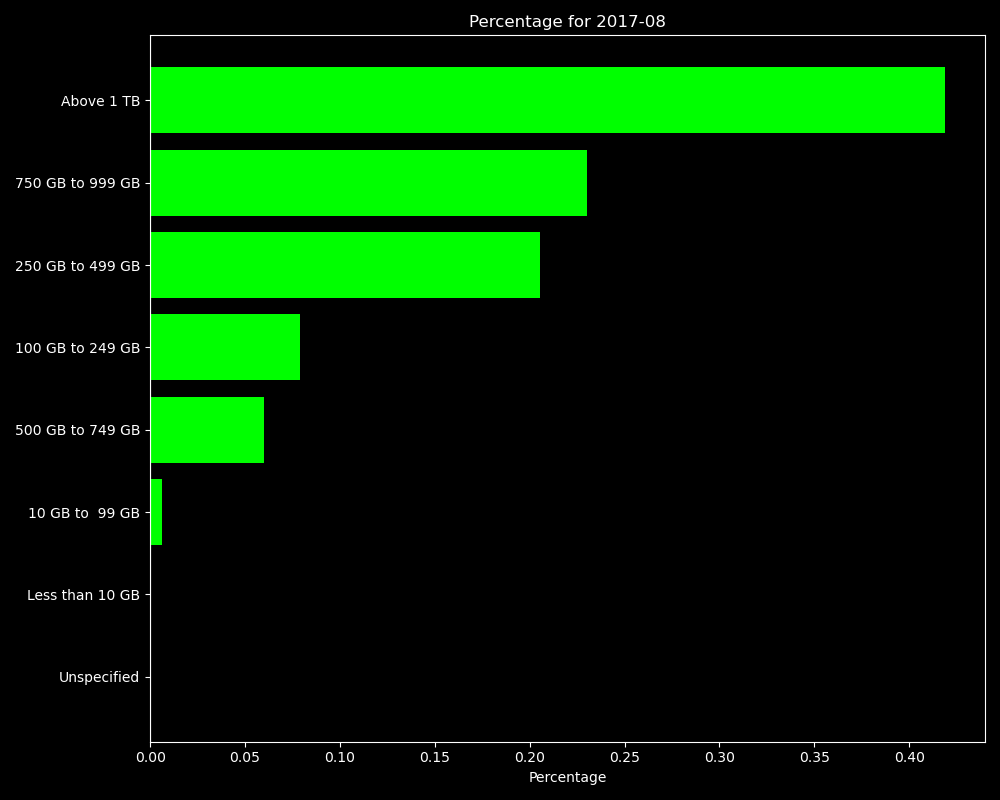 Percentage for 2017-08
Above 1 TB
750 GB to 999 GB
250 GB to 499 GB
100 GB to 249 GB
500 GB to 749 GB
10 GB to  99 GB
Less than 10 GB
Unspecified
0.00 0.05 0.10 0.15 0.20 0.25 0.30 0.35 0.40
Percentage